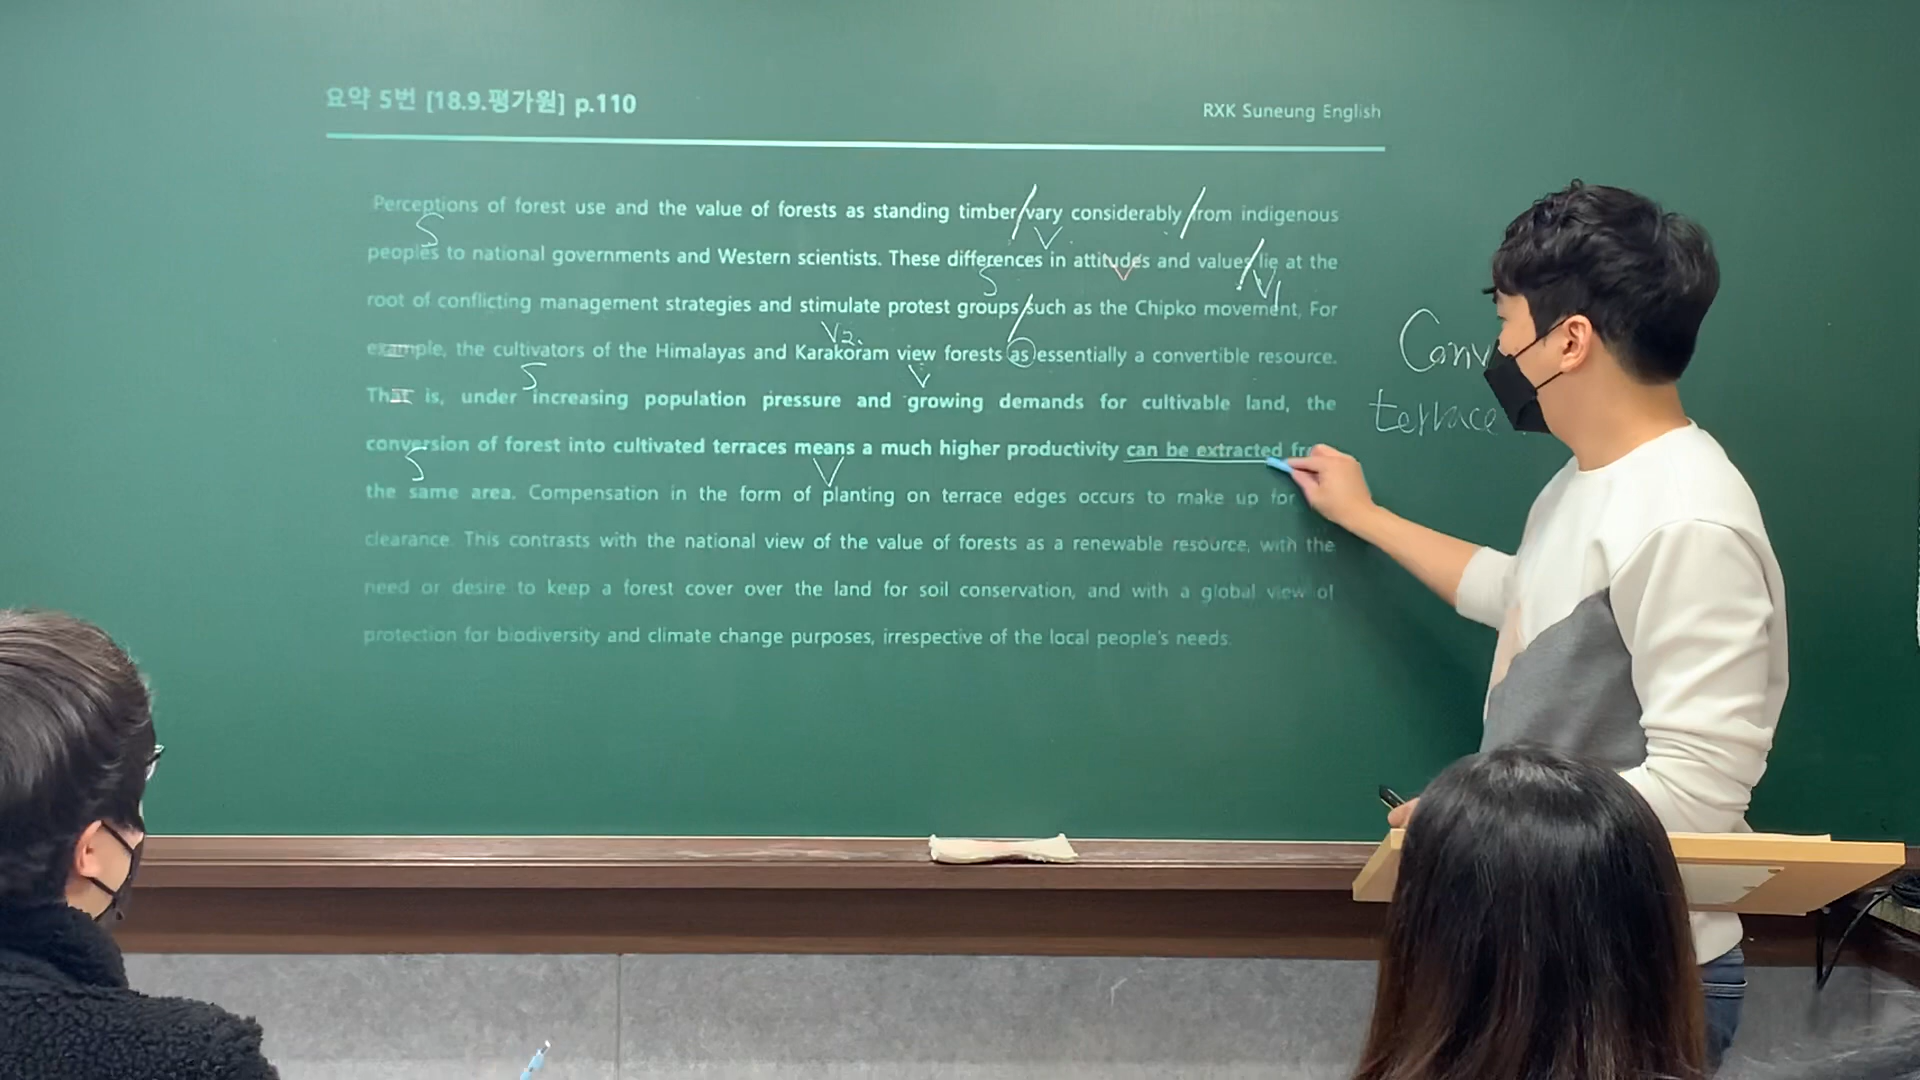 요약 5번 [18.9.평가원] p.110
RXK Suneung English
Perceptions of forest use and the value of forests as standing timber/vary considerably/from indigenous
S
V
peoples to national governments and Western scientists. These differences in attitudes and values/lie at the
S
V1
root of conflicting management strategies and stimulate protest groups/such as the Chipko movement, For
V2.
example, the cultivators of the Himalayas and Karakoram view forests as essentially a convertible resource.
S
V
That is, under increasing population pressure and growing demands for cultivable land, the
conversion of forest into cultivated terraces means a much higher productivity can be extracted
S
V
the same area. Compensation in the form of planting on terrace edges occurs to make up for
clearance. This contrasts with the national view of the value of forests as a renewable resource, with the
need or desire to keep a forest cover over the land for soil conservation, and with a global view of
protection for biodiversity and climate change purposes, irrespective of the local people's needs.
Conv
terrace